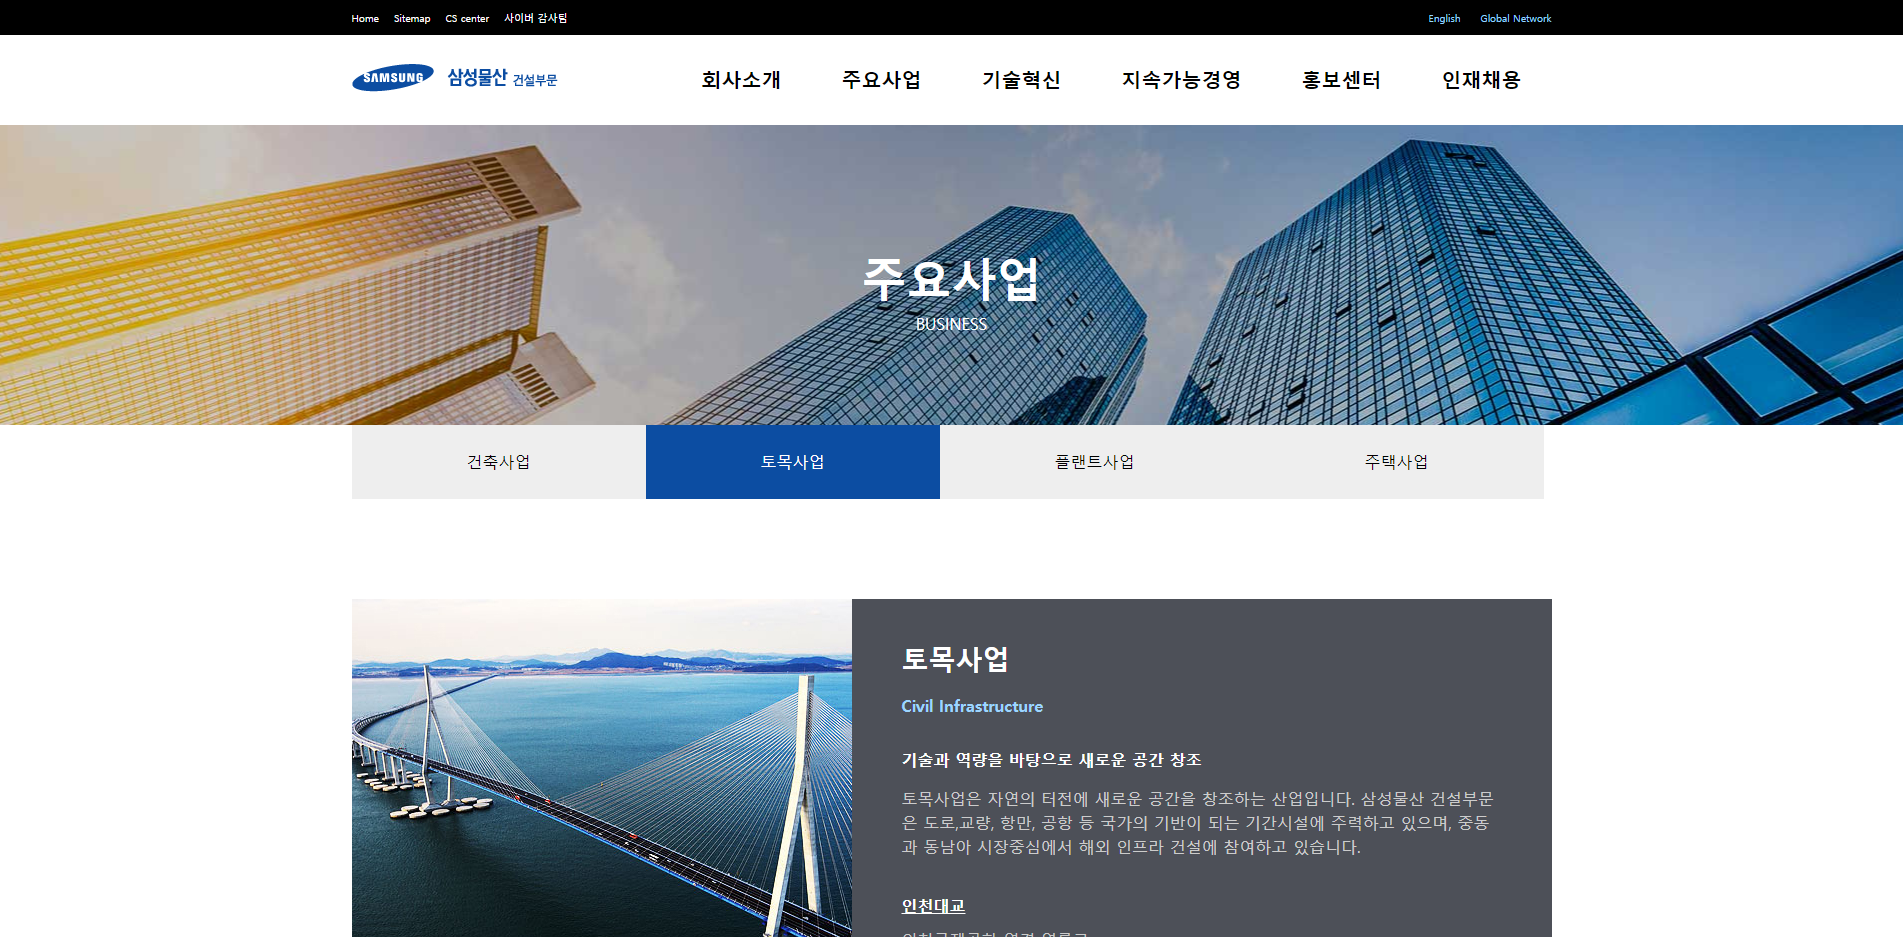 Home Sitemap CS center 사이버 감사팀
English Global Network
SAMSUNG 삼성물산 건설부문
회사소개 주요사업 기술혁신 지속가능경영 홍보센터 인재채용
주요사업
BUSINESS
건축사업 토목사업 플랜트사업 주택사업
토목사업
Civil Infrastructure
기술과 역량을 바탕으로 새로운 공간 창조
토목사업은 자연의 터전에 새로운 공간을 창조하는 산업입니다. 삼성물산 건설부문
은 도로,교량, 항만, 공항 등 국가의 기반이 되는 기간시설에 주력하고 있으며, 중동
과 동남아 시장중심에서 해외 인프라 건설에 참여하고 있습니다.
인천대교